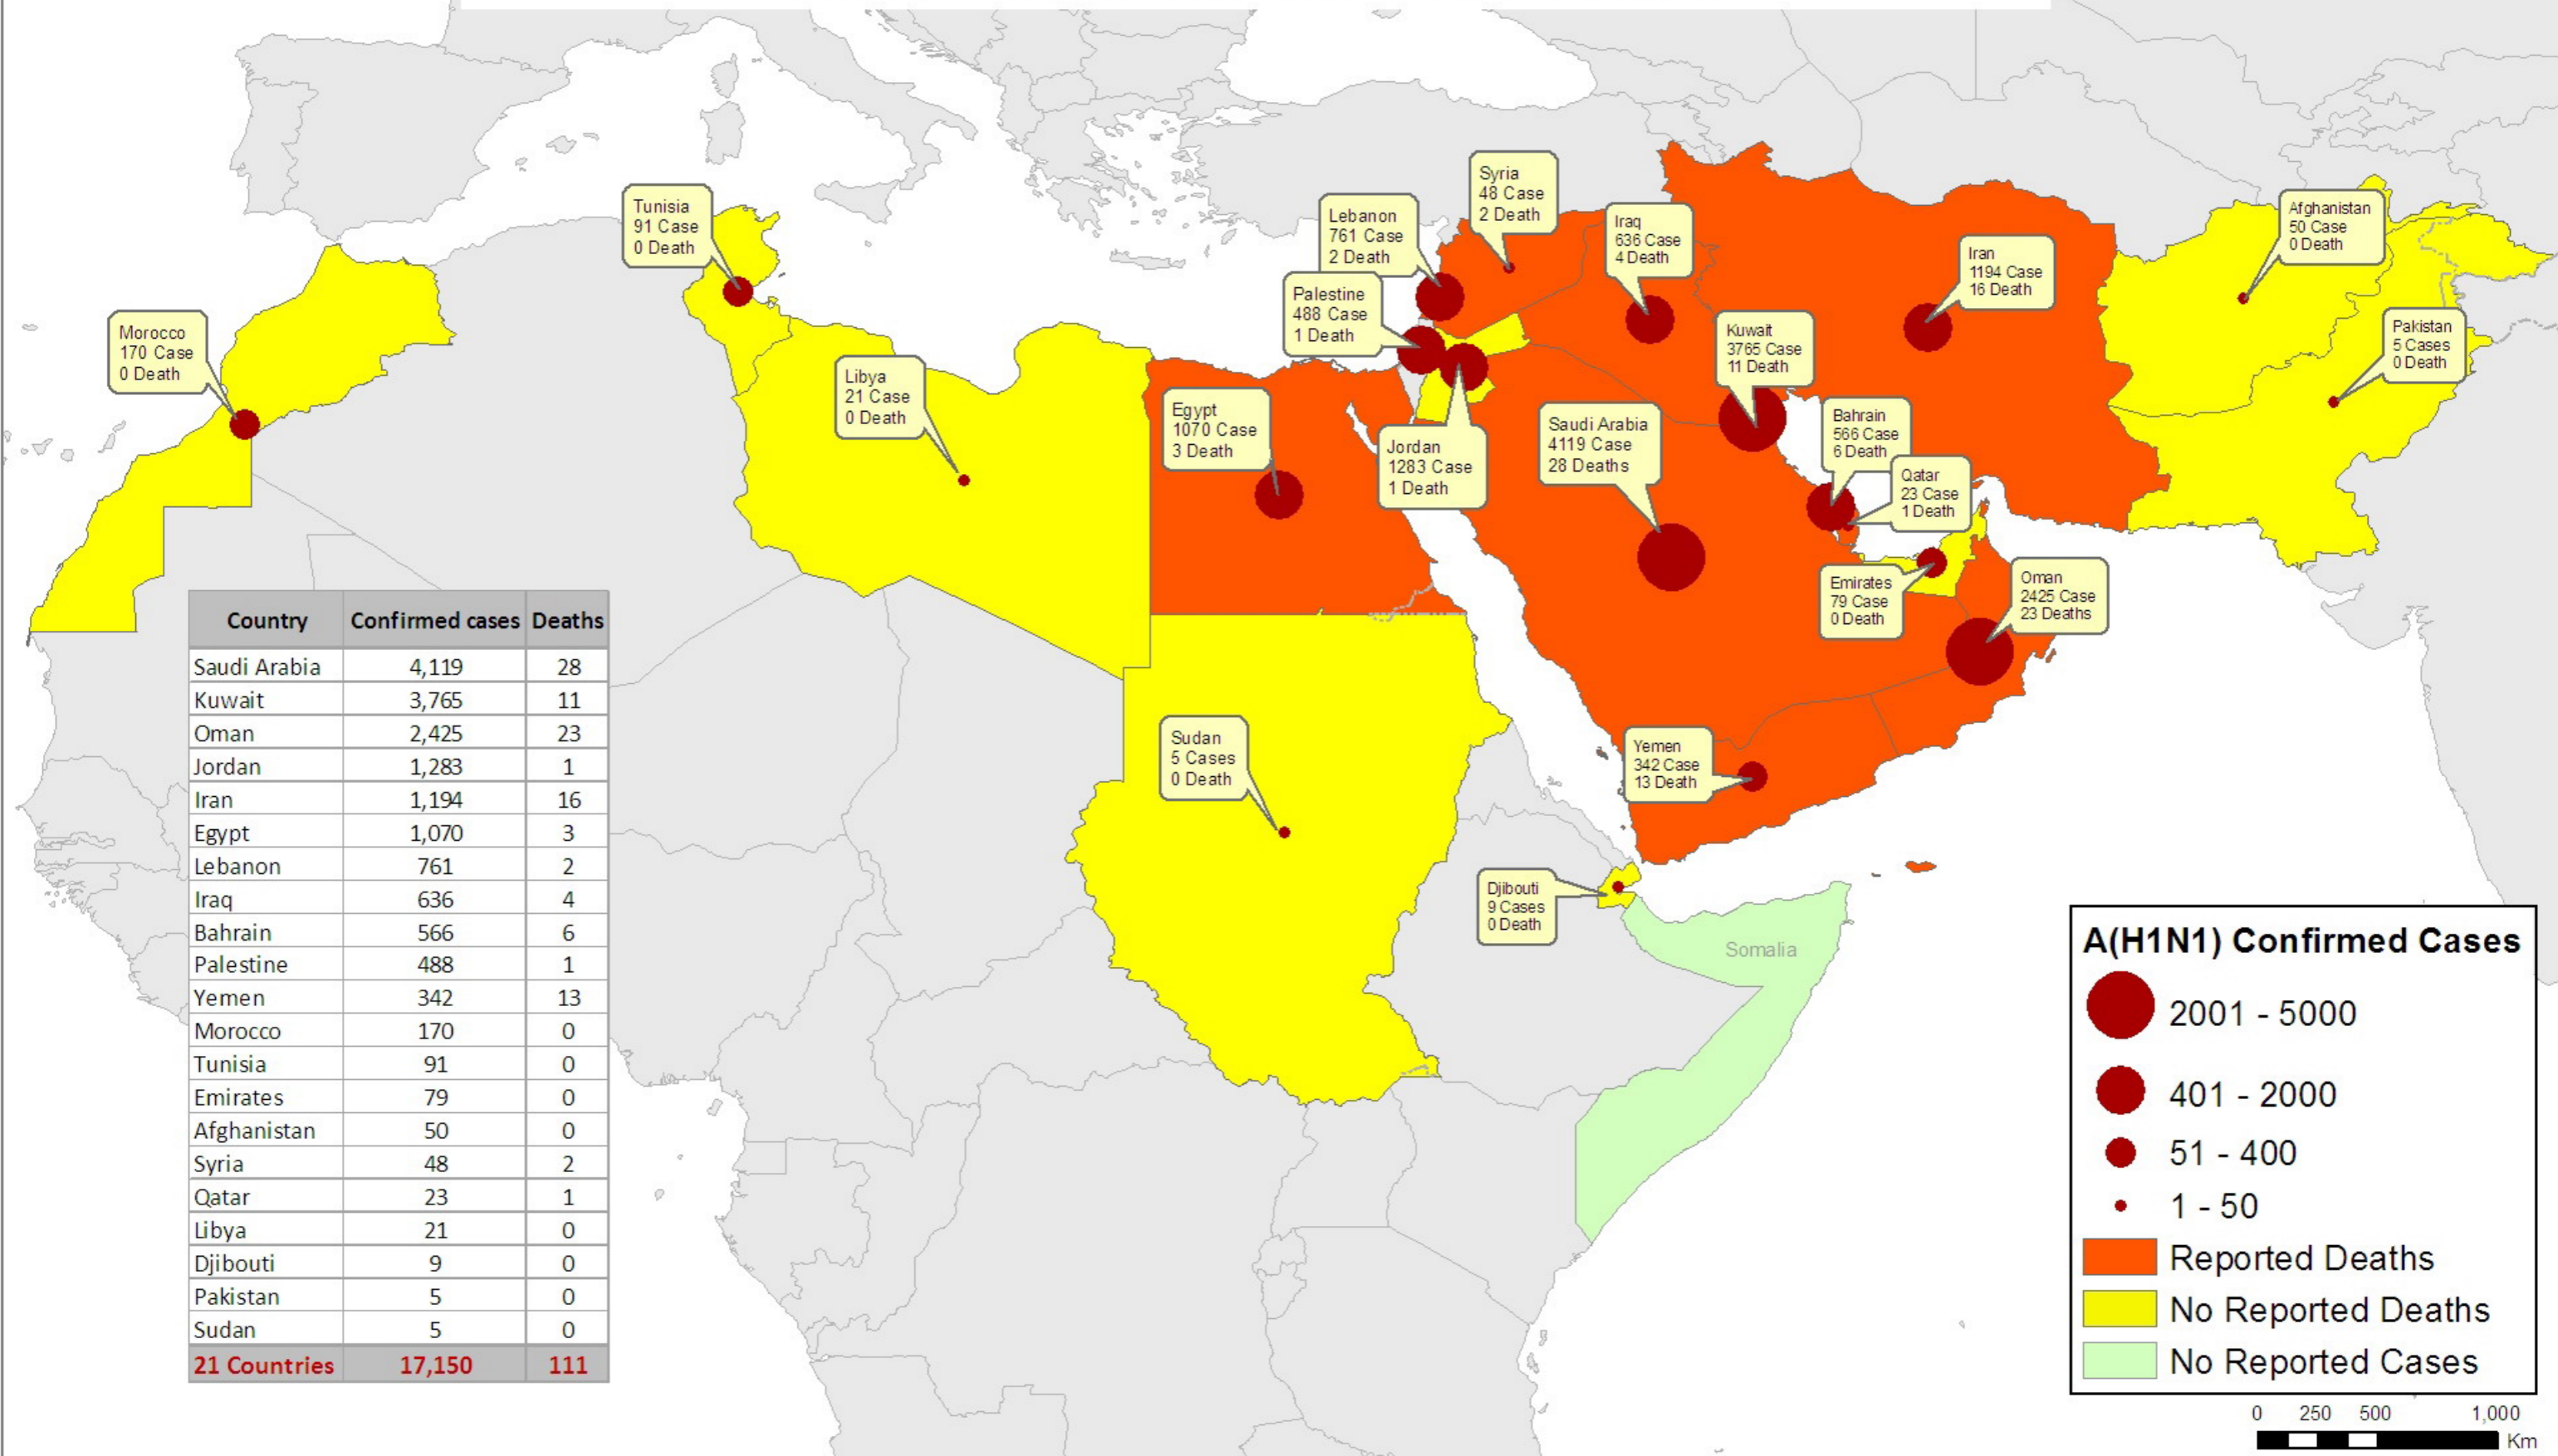 Tunisia
91 Case
0 Death
Morocco
170 Case
0 Death
Libya
21 Case
0 Death
Syria
48 Case
2 Death
Lebanon
761 Case
2 Death
Palestine
488 Case
1 Death
Iraq
636 Case
4 Death
Iran
1194 Case
16 Death
Afghanistan
50 Case
0 Death
Pakistan
5 Cases
0 Death
Kuwait
3765 Case
11 Death
Egypt
1070 Case
3 Death
Jordan
1283 Case
1 Death
Saudi Arabia
4119 Case
28 Deaths
Bahrain
566 Case
6 Death
Qatar
23 Case
1 Death
Emirates
79 Case
0 Death
Oman
2425 Case
23 Deaths
Sudan
5 Cases
0 Death
Yemen
342 Case
13 Death
Djibouti
9 Cases
0 Death
Somalia
Country Confirmed cases Deaths
Saudi Arabia 4,119 28
Kuwait 3,765 11
Oman 2,425 23
Jordan 1,283 1
Iran 1,194 16
Egypt 1,070 3
Lebanon 761 2
Iraq 636 4
Bahrain 566 6
Palestine 488 1
Yemen 342 13
Morocco 170 0
Tunisia 91 0
Emirates 79 0
Afghanistan 50 0
Syria 48 2
Qatar 23 1
Libya 21 0
Djibouti 9 0
Pakistan 5 0
Sudan 5 0
21 Countries 17,150 111
A(H1N1) Confirmed Cases
2001 - 5000
401 - 2000
51 - 400
1 - 50
Reported Deaths
No Reported Deaths
No Reported Cases
0 250 500 1,000
Km